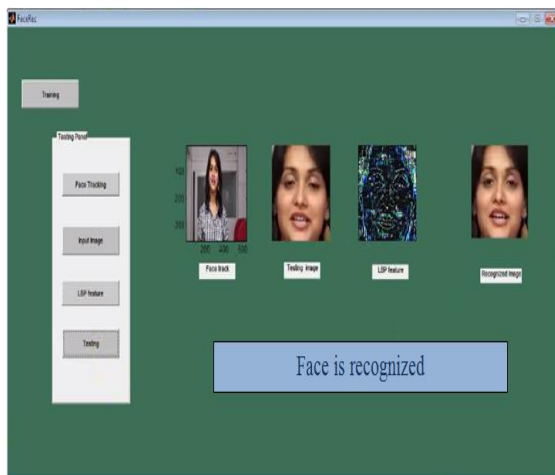 FaceRec
Training
Testing Panel
Face Tracking
Input Image
LBP feature
Testing
100
200
300
200 400 500
Face track
Testing image
LBP feature
Recognized image
Face is recognized